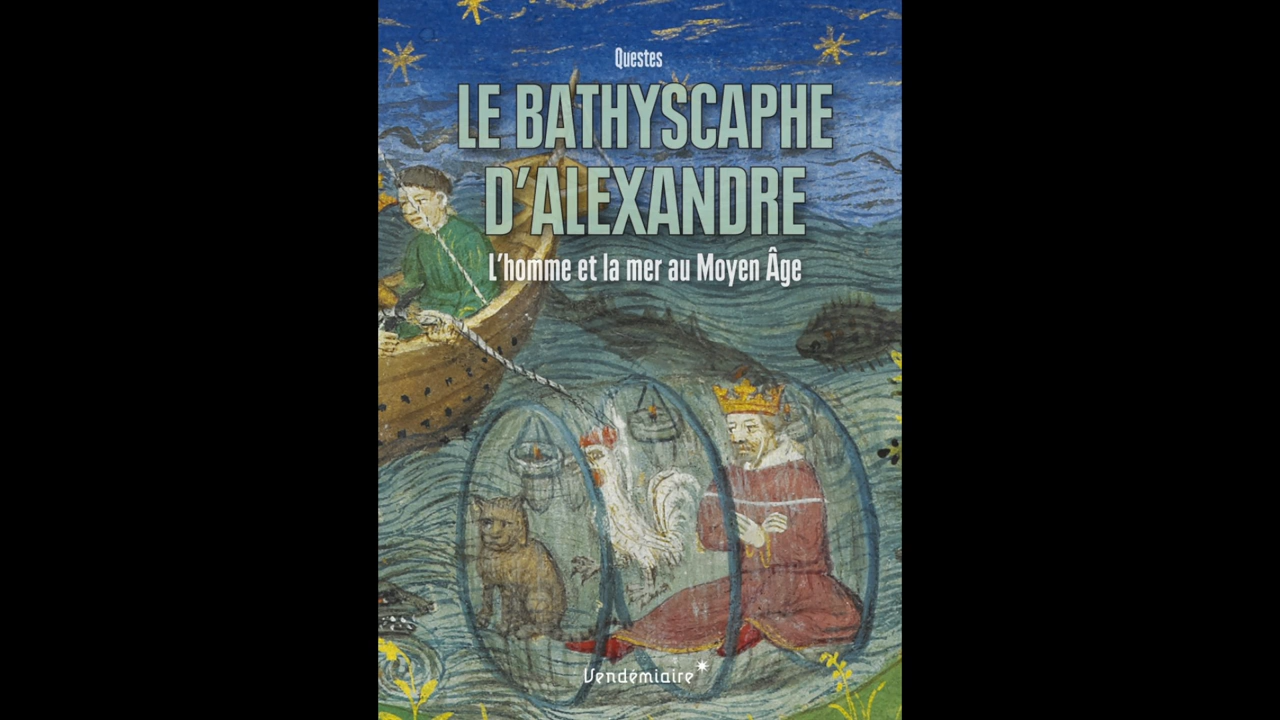 Questes
LE BATHYSCAPHE
D'ALEXANDRE
L'homme et la mer au Moyen Âge
Vendémiaire